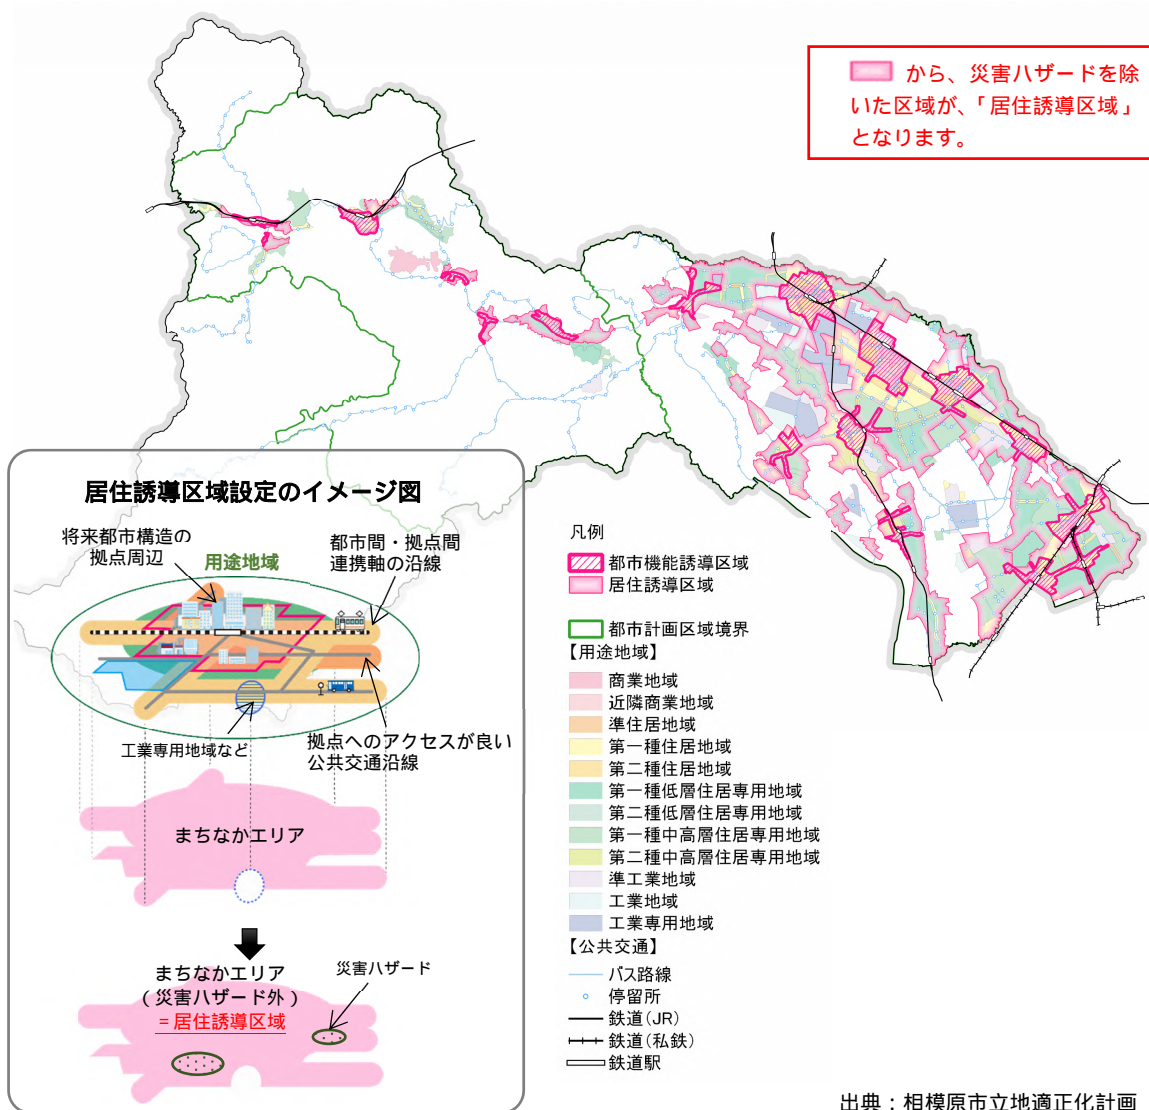 から、災害ハザードを除
いた区域が、「居住誘導区域」
となります。
居住誘導区域設定のイメージ図
将来都市構造の
拠点周辺
用途地域
都市間・拠点間
連携軸の沿線
工業専用地域など
拠点へのアクセスが良い
公共交通沿線
まちなかエリア
まちなかエリア
（災害ハザード外）
＝居住誘導区域
災害ハザード
凡例
都市機能誘導区域
居住誘導区域
都市計画区域境界
【用途地域】
商業地域
近隣商業地域
準住居地域
第一種住居地域
第二種住居地域
第一種低層住居専用地域
第二種低層住居専用地域
第一種中高層住居専用地域
第二種中高層住居専用地域
準工業地域
工業地域
工業専用地域
【公共交通】
バス路線
停留所
鉄道(JR)
鉄道(私鉄)
鉄道駅
出典：相模原市立地適正化計画